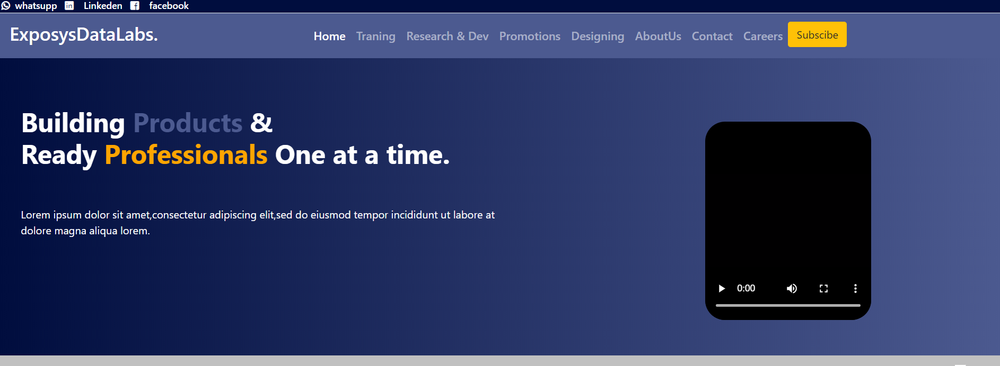 whatsupp Linkeden facebook
ExposysDataLabs. Home Traning Research & Dev Promotions Designing AboutUs Contact Careers Subscibe
Building Products &
Ready Professionals One at a time.
Lorem ipsum dolor sit amet,consectetur adipiscing elit,sed do eiusmod tempor incididunt ut labore at
dolore magna aliqua lorem.
0:00